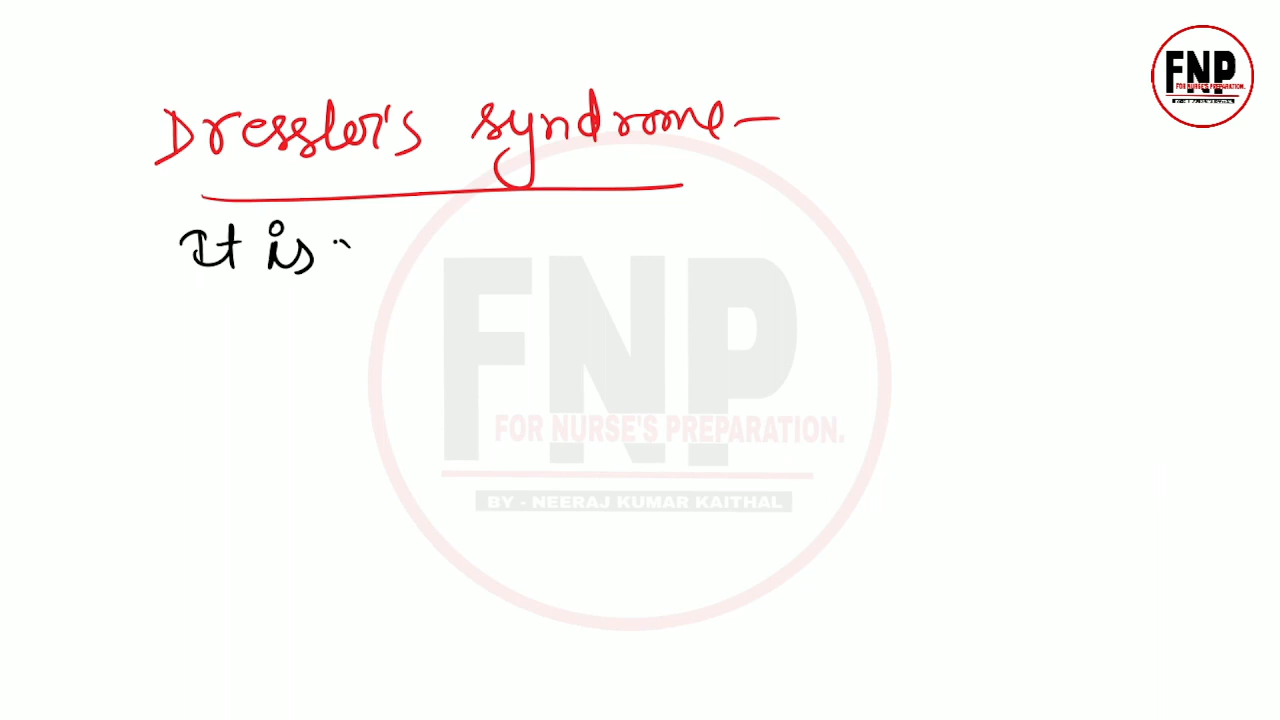 FNP
FOR NURSE'S PREPARATION.
Dressler's syndrome-
It is
FNP
FOR NURSE'S PREPARATION.
BY - NEERAJ KUMAR KAITHAL